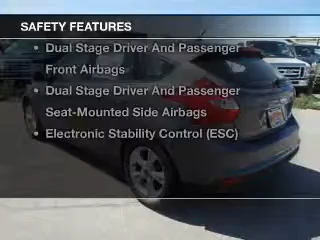 SAFETY FEATURES
• Dual Stage Driver And Passenger
Front Airbags
• Dual Stage Driver And Passenger
Seat-Mounted Side Airbags
• Electronic Stability Control (ESC)